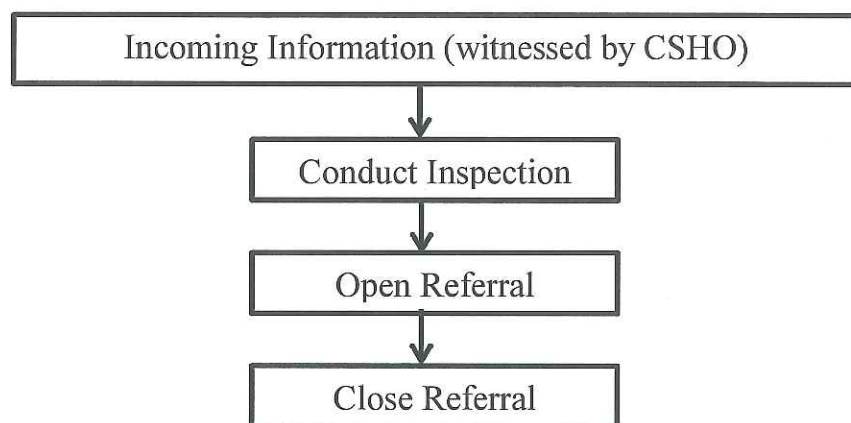 Incoming Information (witnessed by CSHO)
Conduct Inspection
Open Referral
Close Referral